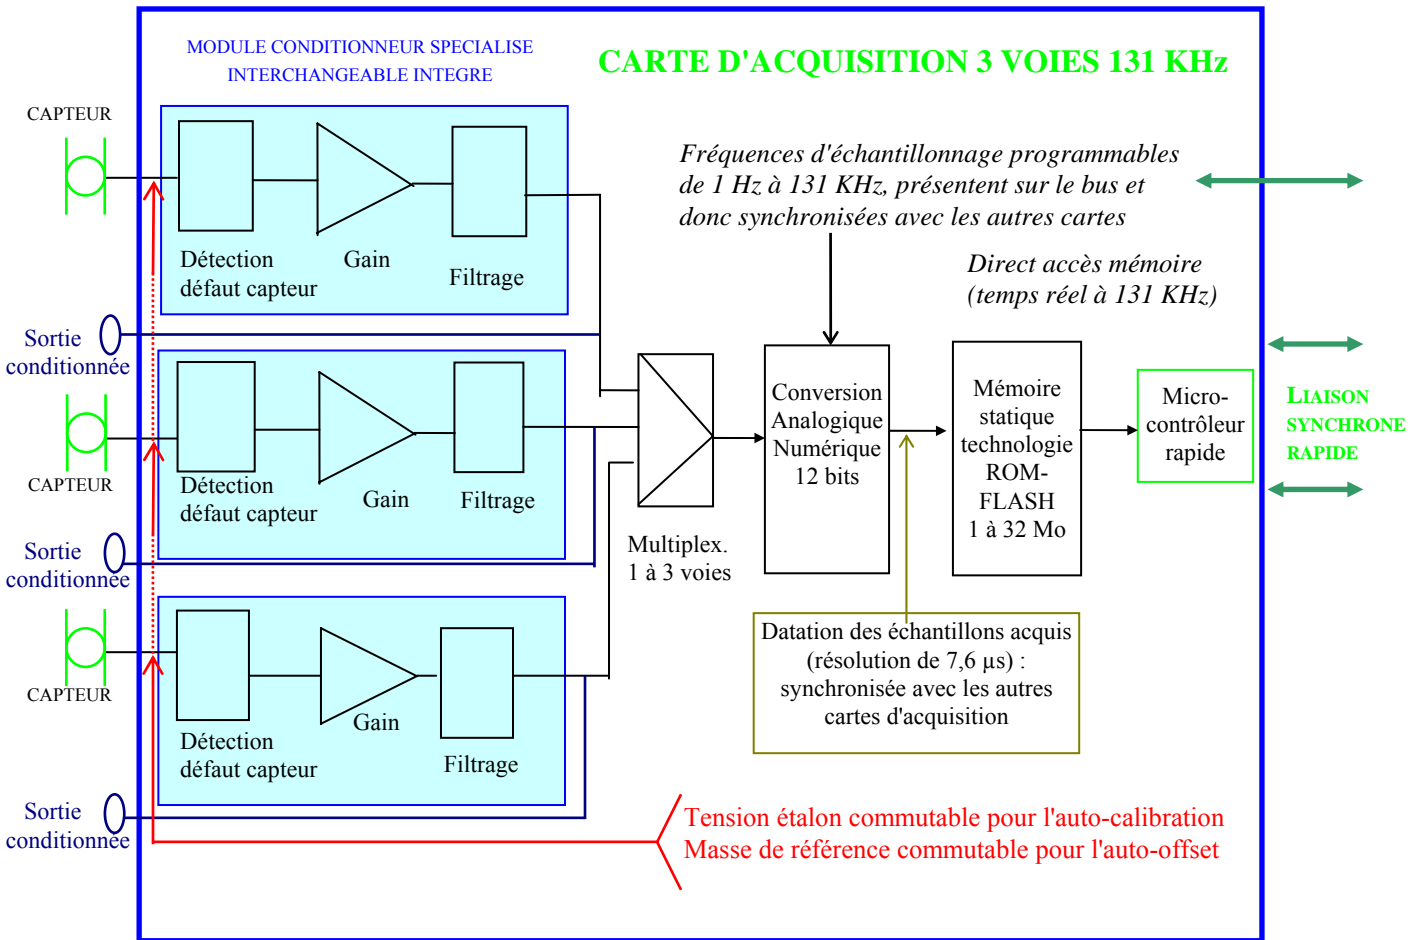 MODULE CONDITIONNEUR SPECIALISE
INTERCHANGEABLE INTEGRE
CARTE D'ACQUISITION 3 VOIES 131 KHz
CAPTEUR
Détection
défaut capteur
Gain
Filtrage
Fréquences d'échantillonnage programmables
de 1 Hz à 131 KHz, présentent sur le bus et
donc synchronisées avec les autres cartes
Direct accès mémoire
(temps réel à 131 KHz)
Sortie
conditionnée
CAPTEUR
Détection
défaut capteur
Gain
Filtrage
Sortie
conditionnée
Multiplex.
1 à 3 voies
Conversion
Analogique
Numérique
12 bits
Mémoire
statique
technologie
ROM-
FLASH
1 à 32 Mo
Micro-
contrôleur
rapide
LIAISON
SYNCHRONE
RAPIDE
CAPTEUR
Détection
défaut capteur
Gain
Filtrage
Datation des échantillons acquis
(résolution de 7,6 µs) :
synchronisée avec les autres
cartes d'acquisition
Sortie
conditionnée
Tension étalon commutable pour l'auto-calibration
Masse de référence commutable pour l'auto-offset